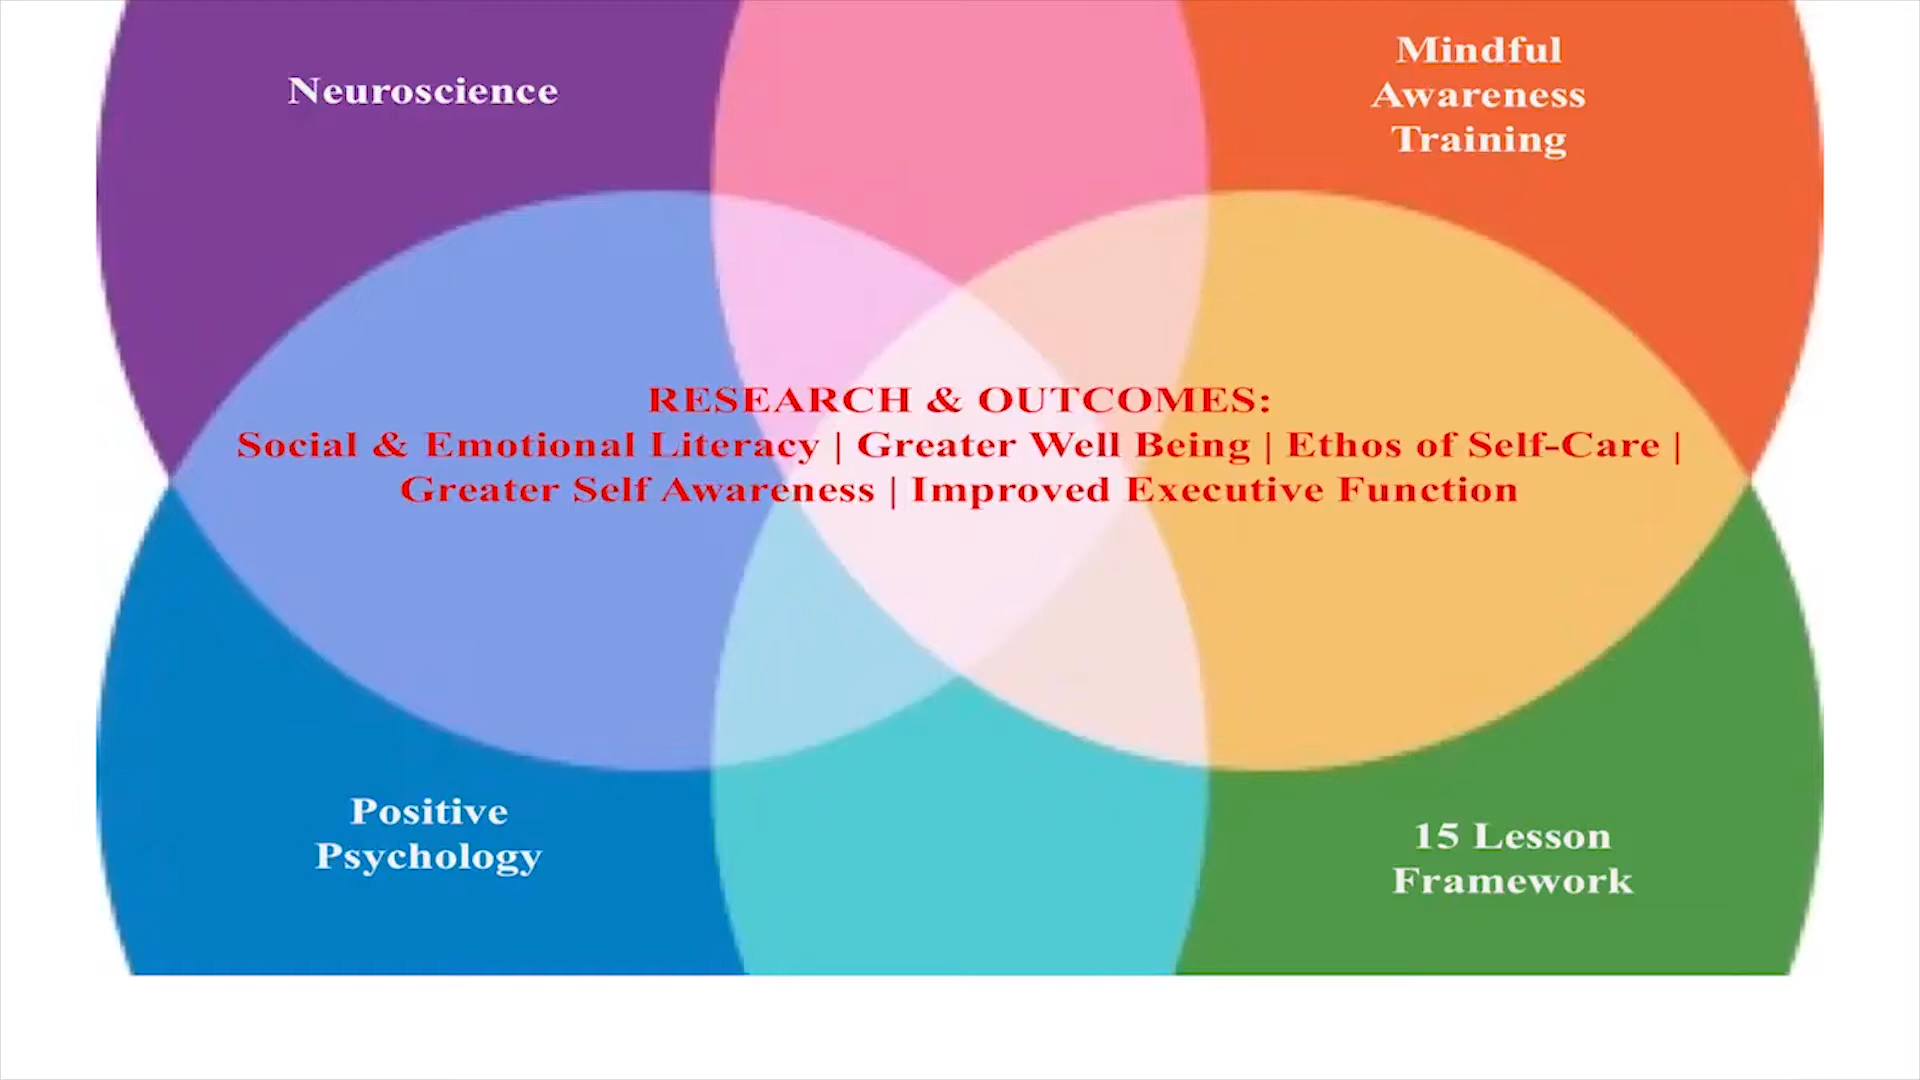 Neuroscience
Mindful
Awareness
Training
RESEARCH & OUTCOMES:
Social & Emotional Literacy | Greater Well Being | Ethos of Self-Care |
Greater Self Awareness | Improved Executive Function
Positive
Psychology
15 Lesson
Framework